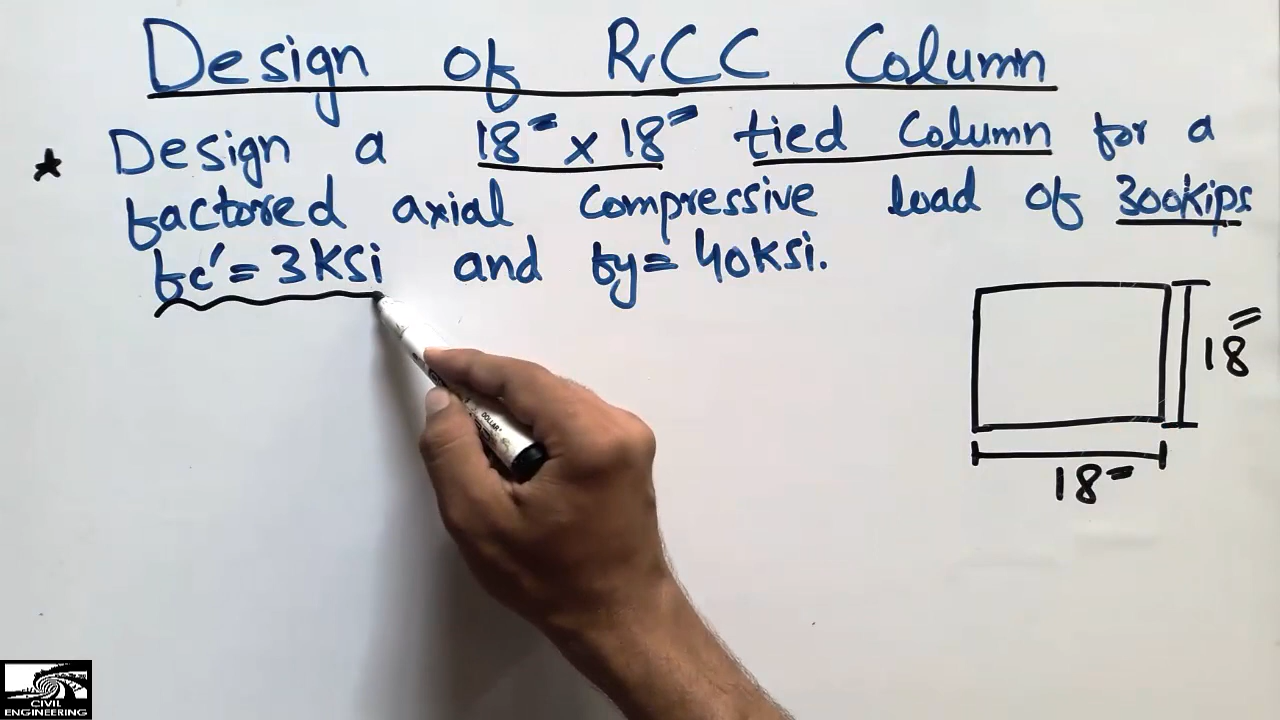 Design of RCC Column
* Design a 18" x 18" tied column for a
factored axial compressive load of 300kips
fc' = 3ksi and fy = 40ksi.
18"
18"
DOLLAR
CIVIL
ENGINEERING